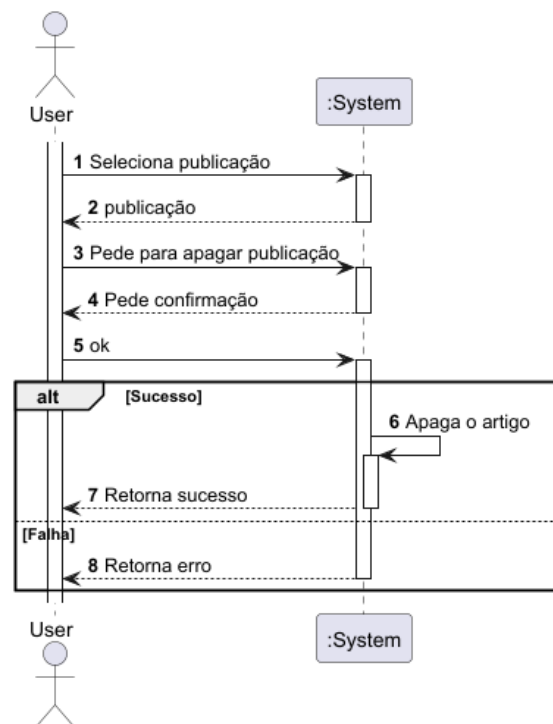 User
:System
1 Seleciona publicação
2 publicação
3 Pede para apagar publicação
4 Pede confirmação
5 ok
alt [Sucesso]
6 Apaga o artigo
7 Retorna sucesso
[Falha]
8 Retorna erro
User
:System